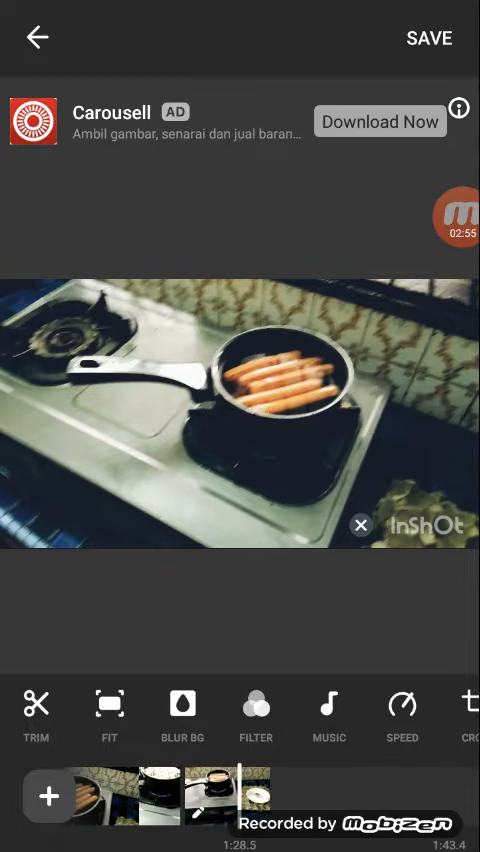 SAVE
Carousell AD
Ambil gambar, senarai dan jual baran...
Download Now
02:55
InShOt
TRIM
FIT
BLUR BG
FILTER
MUSIC
SPEED
CRO
Recorded by mobizen
1:28.5
1:43.4